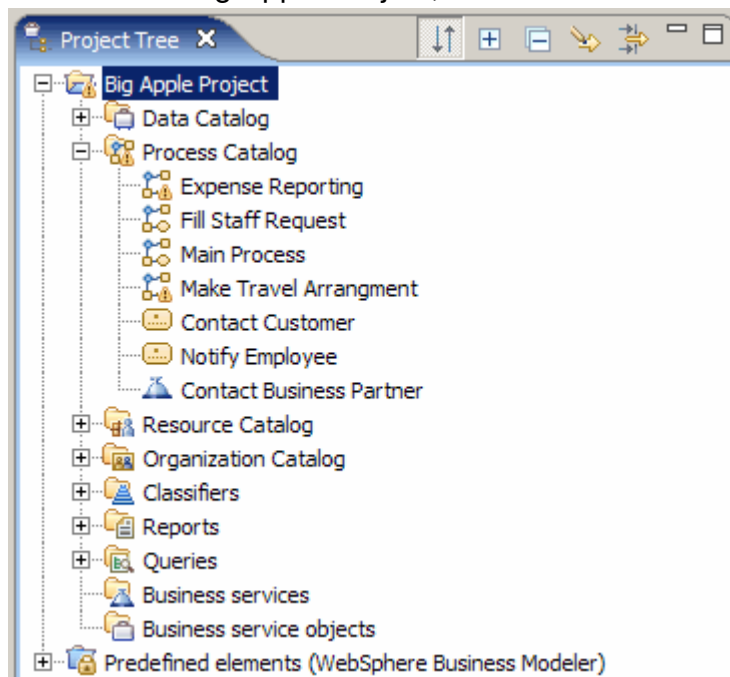 Project Tree
Big Apple Project
Data Catalog
Process Catalog
Expense Reporting
Fill Staff Request
Main Process
Make Travel Arrangment
Contact Customer
Notify Employee
Contact Business Partner
Resource Catalog
Organization Catalog
Classifiers
Reports
Queries
Business services
Business service objects
Predefined elements (WebSphere Business Modeler)